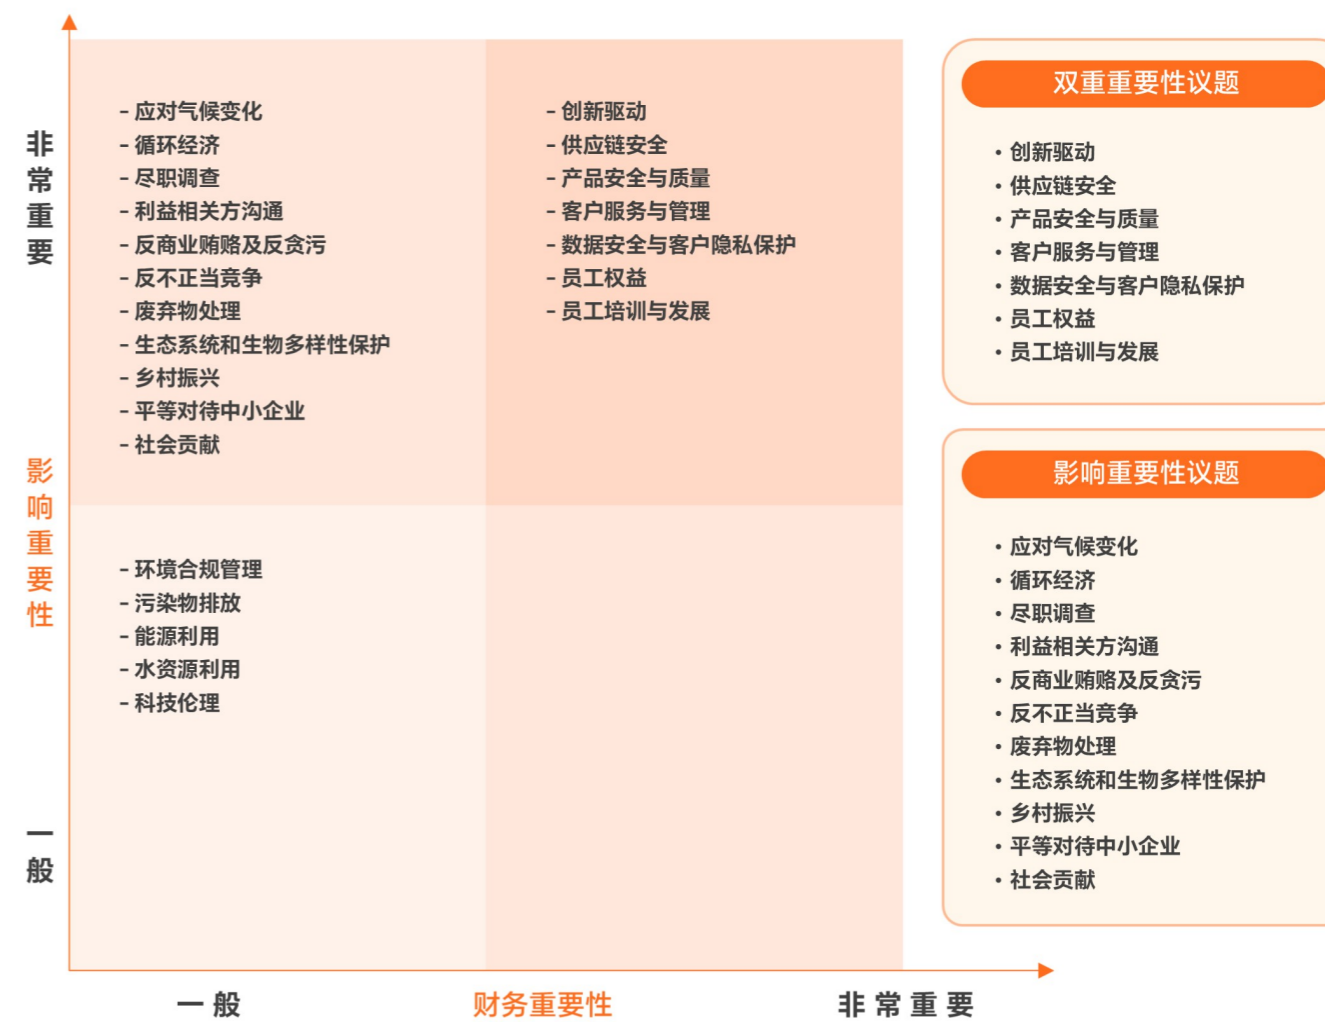 非常重要
影响重要性
一般
- 应对气候变化
- 循环经济
- 尽职调查
- 利益相关方沟通
- 反商业贿赂及反贪污
- 反不正当竞争
- 废弃物处理
- 生态系统和生物多样性保护
- 乡村振兴
- 平等对待中小企业
- 社会贡献
- 创新驱动
- 供应链安全
- 产品安全与质量
- 客户服务与管理
- 数据安全与客户隐私保护
- 员工权益
- 员工培训与发展
- 环境合规管理
- 污染物排放
- 能源利用
- 水资源利用
- 科技伦理
一般
财务重要性
非常重要
双重重要性议题
· 创新驱动
· 供应链安全
· 产品安全与质量
· 客户服务与管理
· 数据安全与客户隐私保护
· 员工权益
· 员工培训与发展
影响重要性议题
· 应对气候变化
· 循环经济
· 尽职调查
· 利益相关方沟通
· 反商业贿赂及反贪污
· 反不正当竞争
· 废弃物处理
· 生态系统和生物多样性保护
· 乡村振兴
· 平等对待中小企业
· 社会贡献